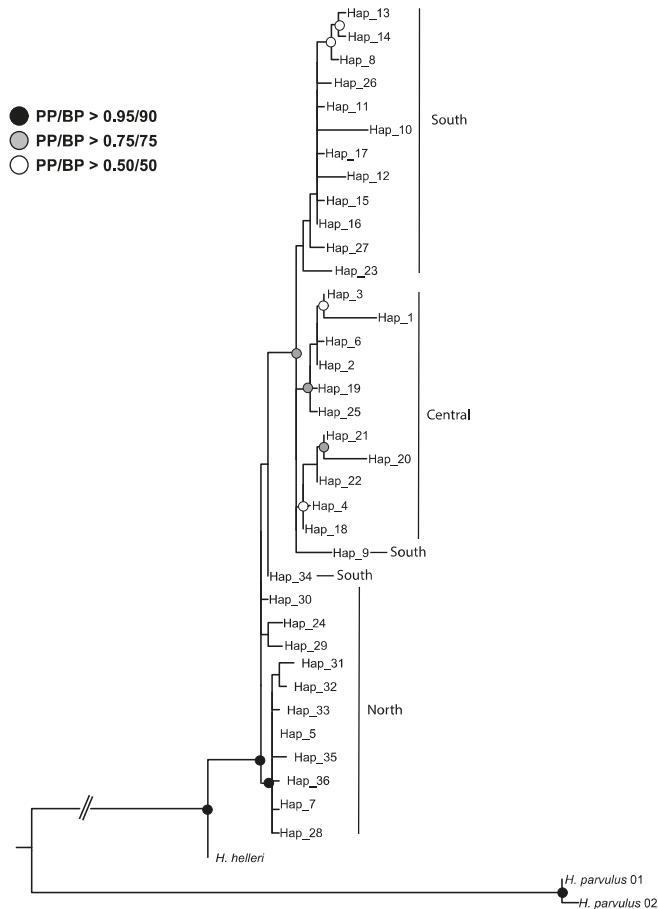 Hap_13
Hap_14
Hap_8
Hap_26
PP/BP > 0.95/90
Hap_11
South
Hap_10
PP/BP > 0.75/75
Hap_17
PP/BP > 0.50/50
Hap_12
Hap_15
Hap_16
Hap_27
Hap_23
Hap_3
Hap_1
Hap_6
Hap_2
Hap_19
Hap_25
Central
Hap_21
Hap_20
Hap_22
Hap_4
Hap_18
Hap_9 South
Hap_34 South
Hap_30
Hap_24
Hap_29
Hap_31
Hap_32
Hap_33
North
Hap_5
Hap_35
Hap_36
Hap_7
Hap_28
H. helleri
H. parvulus 01
H. parvulus 02